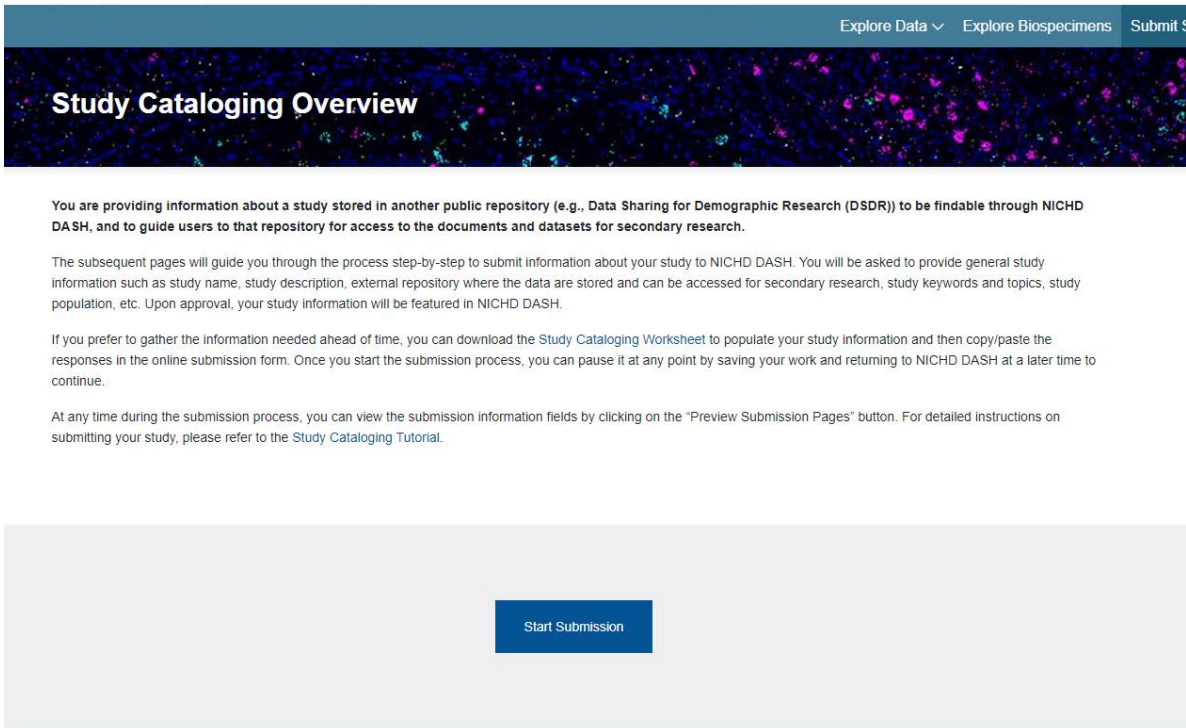 Explore Data Explore Biospecimens Submit S
Study Cataloging Overview
You are providing information about a study stored in another public repository (e.g., Data Sharing for Demographic Research (DSDR)) to be findable through NICHD
DASH, and to guide users to that repository for access to the documents and datasets for secondary research.
The subsequent pages will guide you through the process step-by-step to submit information about your study to NICHD DASH. You will be asked to provide general study
information such as study name, study description, external repository where the data are stored and can be accessed for secondary research, study keywords and topics, study
population, etc. Upon approval, your study information will be featured in NICHD DASH.
If you prefer to gather the information needed ahead of time, you can download the Study Cataloging Worksheet to populate your study information and then copy/paste the
responses in the online submission form. Once you start the submission process, you can pause it at any point by saving your work and returning to NICHD DASH at a later time to
continue.
At any time during the submission process, you can view the submission information fields by clicking on the “Preview Submission Pages” button. For detailed instructions on
submitting your study, please refer to the Study Cataloging Tutorial.
Start Submission